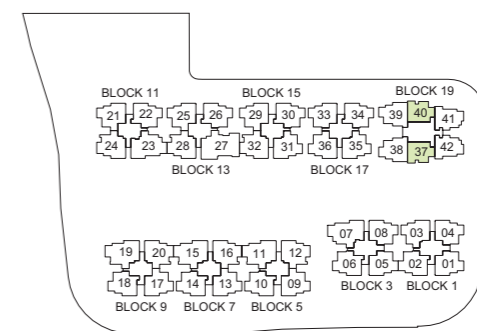 BLOCK 11 BLOCK 15 BLOCK 19
21 22 25 26 29 30 33 34 39 40 41
24 23 28 27 32 31 36 35 38 37 42
BLOCK 13 BLOCK 17
07 08 03 04
19 20 15 16 11 12 06 05 02 01
18 17 14 13 10 09 BLOCK 3 BLOCK 1
BLOCK 9 BLOCK 7 BLOCK 5